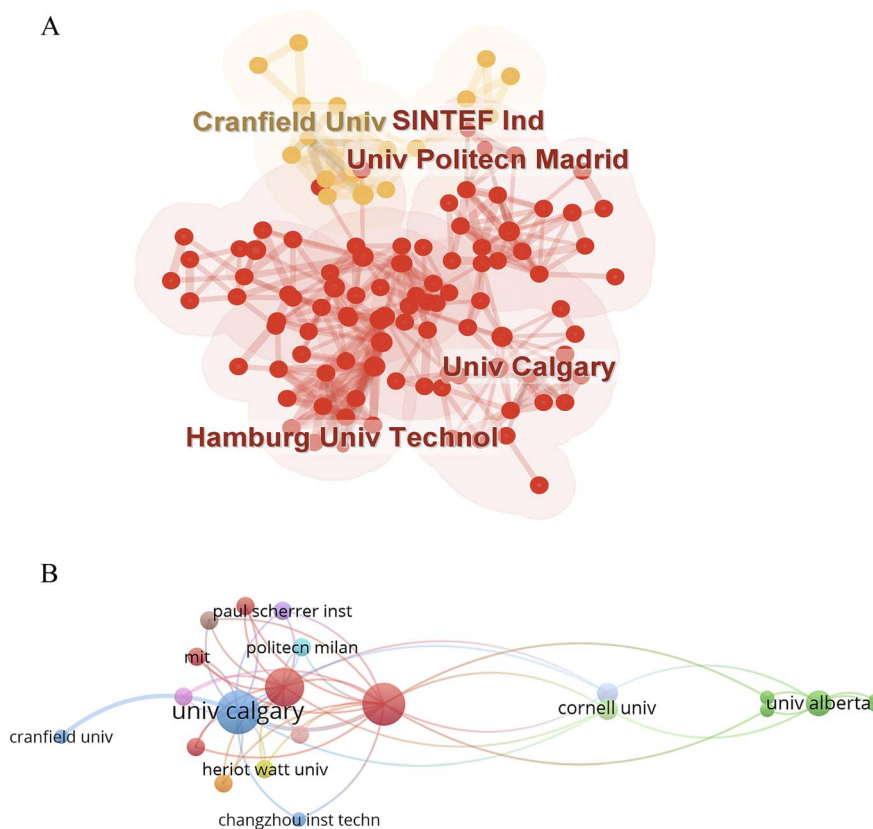 A
Cranfield Univ SINTEF Ind
Univ Politecn Madrid
Univ Calgary
Hamburg Univ Technol
B
paul scherrer inst
politecn milan
mit
univ calgary
cornell univ
univ alberta
cranfield univ
heriot watt univ
changzhou inst techn